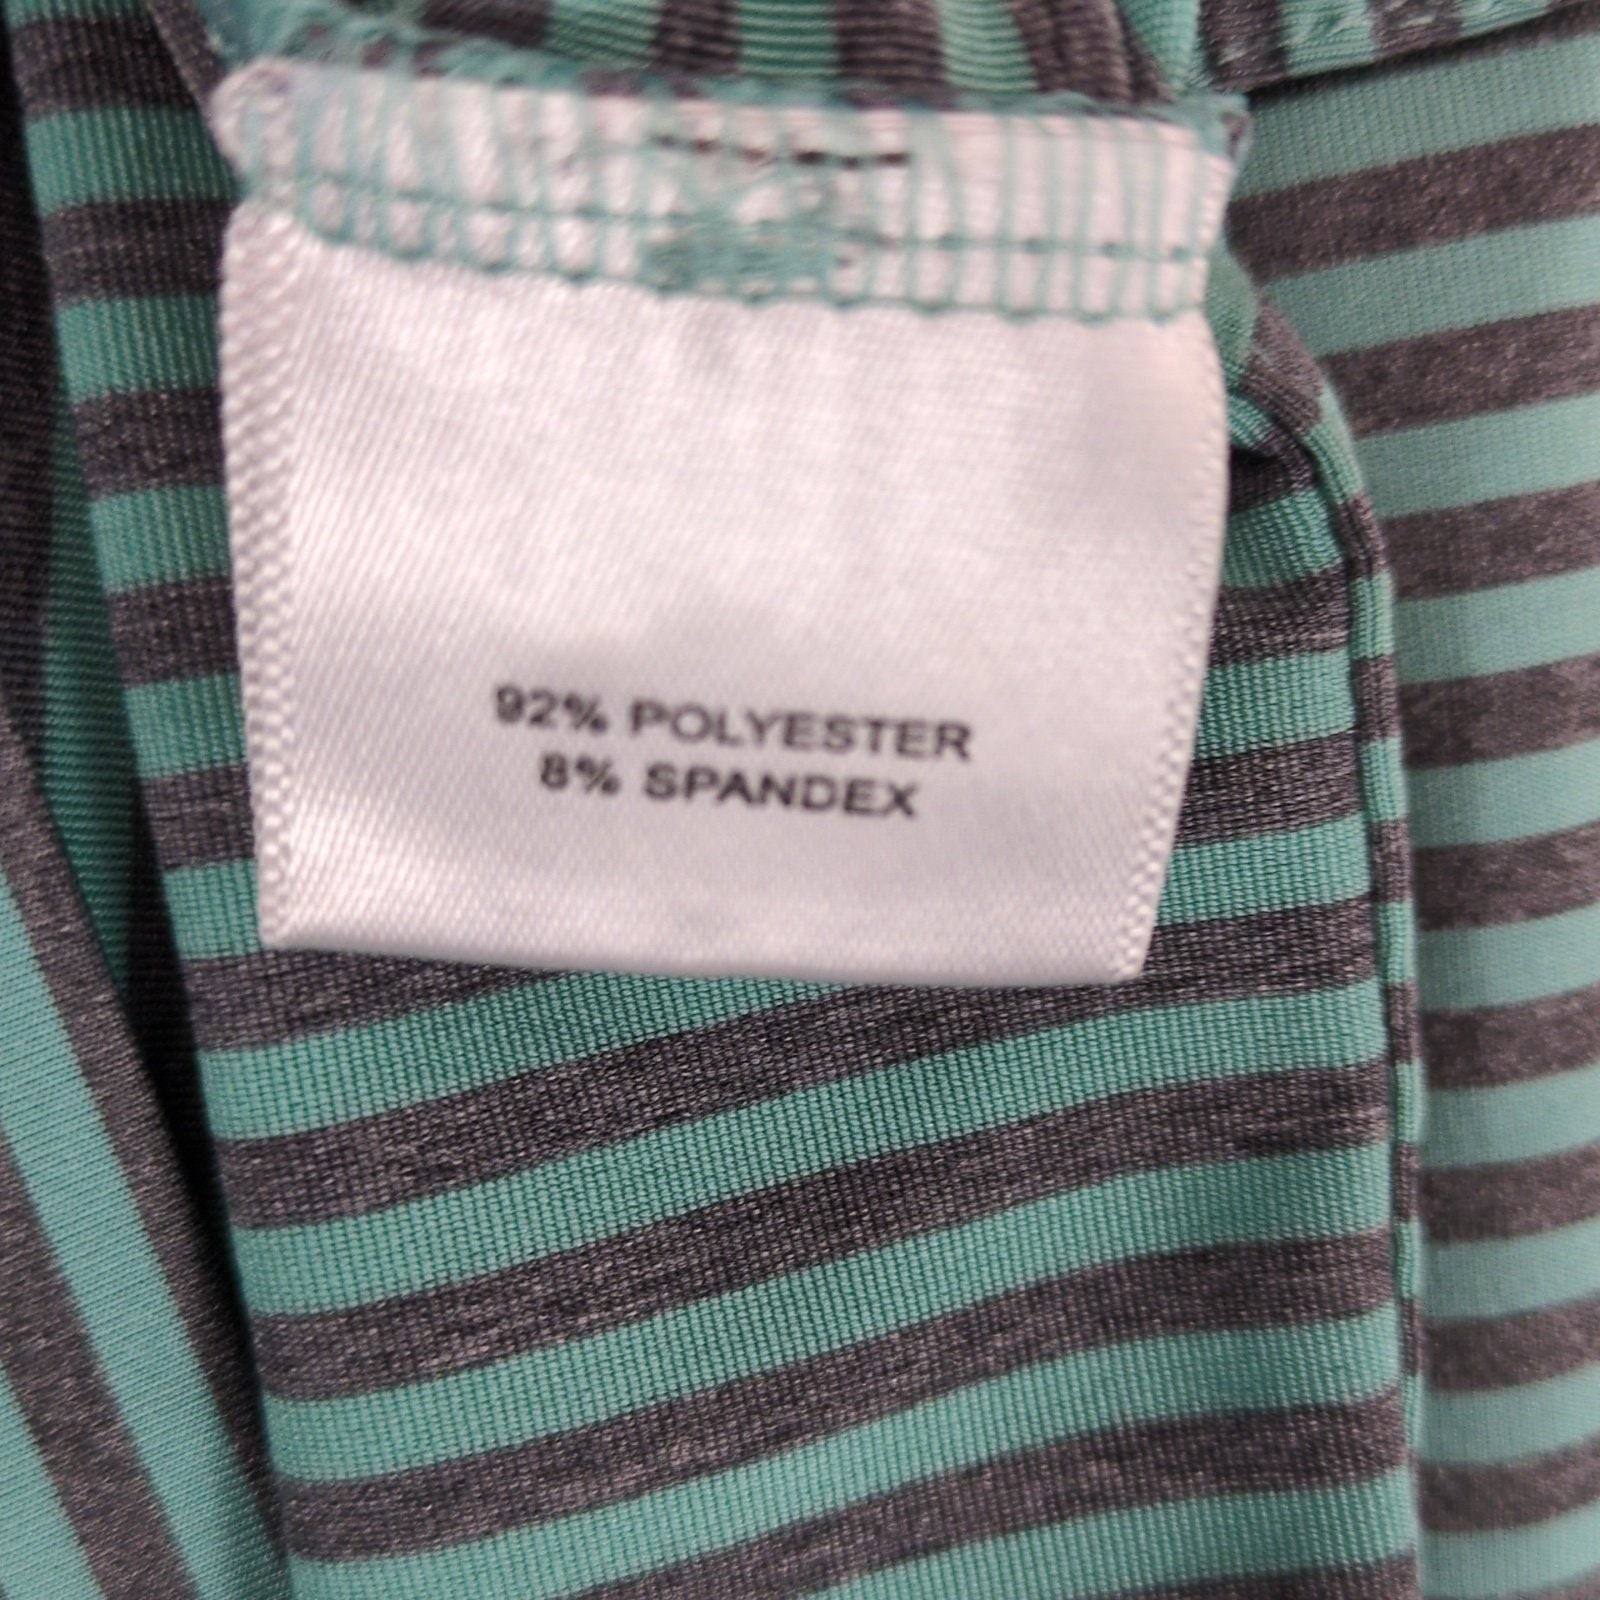 92% POLYESTER
8% SPANDEX